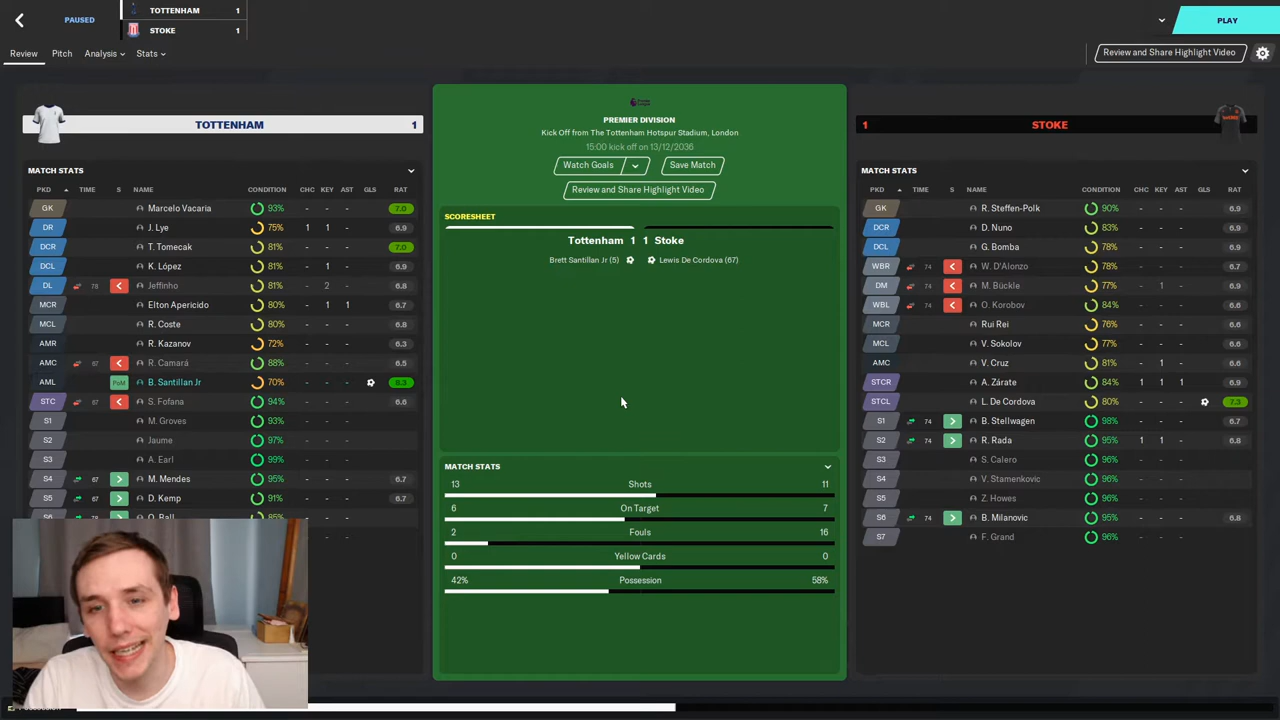 PAUSED
TOTTENHAM 1
STOKE 1
PLAY
Review Pitch Analysis Stats
Review and Share Highlight Video
TOTTENHAM 1
MATCH STATS
PKD TIME S NAME CONDITION CHC KEY AST GLS RAT
GK Marcelo Vacaria 93% - - - 7.0
DR J. Lye 75% 1 1 - 6.9
DCR T. Tomecak 81% - - - 7.0
DCL K. López 81% - 1 - 6.9
DL 78 Jeffinho 81% - 2 - 6.8
MCR Elton Apericido 80% - 1 1 6.7
MCL R. Coste 80% - - - 6.8
AMR R. Kazanov 72% - - - 6.3
AMC 67 R. Camará 88% - - - 6.5
AML PoM B. Santillan Jr 70% - - - 8.3
STC 67 S. Fofana 94% - - - 6.6
S1 M. Groves 93% - - -
S2 Jaume 97% - - -
S3 A. Earl 99% - - -
S4 67 M. Mendes 95% - - - 6.7
S5 67 D. Kemp 91% - - - 6.7
S6 78 O. Ball 85% - - -
PREMIER DIVISION
Kick Off from The Tottenham Hotspur Stadium, London
15:00 kick off on 13/12/2036
Watch Goals Save Match
Review and Share Highlight Video
SCORESHEET
Tottenham 1 1 Stoke
Brett Santillan Jr (5) Lewis De Cordova (67)
MATCH STATS
13 Shots 11
6 On Target 7
2 Fouls 16
0 Yellow Cards 0
42% Possession 58%
1 STOKE
MATCH STATS
PKD TIME S NAME CONDITION CHC KEY AST GLS RAT
GK R. Steffen-Polk 90% - - - 6.9
DCR D. Nuno 83% - - - 6.9
DCL G. Bomba 78% - - - 6.9
WBR 74 W. D'Alonzo 78% - - - 6.7
DM 74 M. Bückle 77% - 1 - 6.9
WBL 74 O. Korobov 84% - - - 6.6
MCR Rui Rei 76% - - - 6.6
MCL V. Sokolov 77% - - - 6.6
AMC V. Cruz 81% - 1 - 6.6
STCR A. Zárate 84% 1 1 1 6.9
STCL L. De Cordova 80% - - - 7.3
S1 74 B. Stellwagen 98% - - - 6.7
S2 74 R. Rada 95% 1 1 - 6.8
S3 S. Calero 96% - - -
S4 V. Stamenkovic 96% - - -
S5 Z. Howes 96% - - -
S6 74 B. Milanovic 95% - - - 6.8
S7 F. Grand 96% - - -